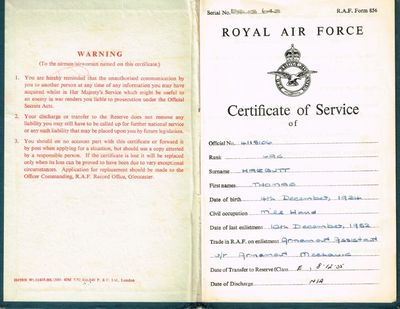 WARNING
(To the airman/airwoman named on this certificate.)
1. You are hereby reminded that the unauthorised communication by
you to another person at any time of any information you may have
acquired whilst in Her Majesty's Service which might be useful to
an enemy in war renders you liable to prosecution under the Official
Secrets Acts.
2. Your discharge or transfer to the Reserve does not remove any
liability you may still have to be called up for further national service
or any such liability that may be placed upon you by future legislation.
3. You should on no account part with this certificate or forward it
by post when applying for a situation, but should use a copy attested
by a responsible person. If the certificate is lost it will be replaced
only when its loss can be proved to have been due to very exceptional
circumstances. Application for replacement should be made to the
Officer Commanding, R.A.F. Record Office, Gloucester.
Ltd., London
Serial No. R.A.F. Form 856
ROYAL AIR FORCE
Certificate of Service
of
Official No. 4118106
Rank
Surname
First names THOMAS
Date of birth 4th December, 1934
Civil occupation Mill Hand
Date of last enlistment December, 1952
Trade in R.A.F. on enlistment Armament Assistant
u/t Armament Mechanic
Date of Transfer to Reserve (Class E)
Date of Discharge N/A